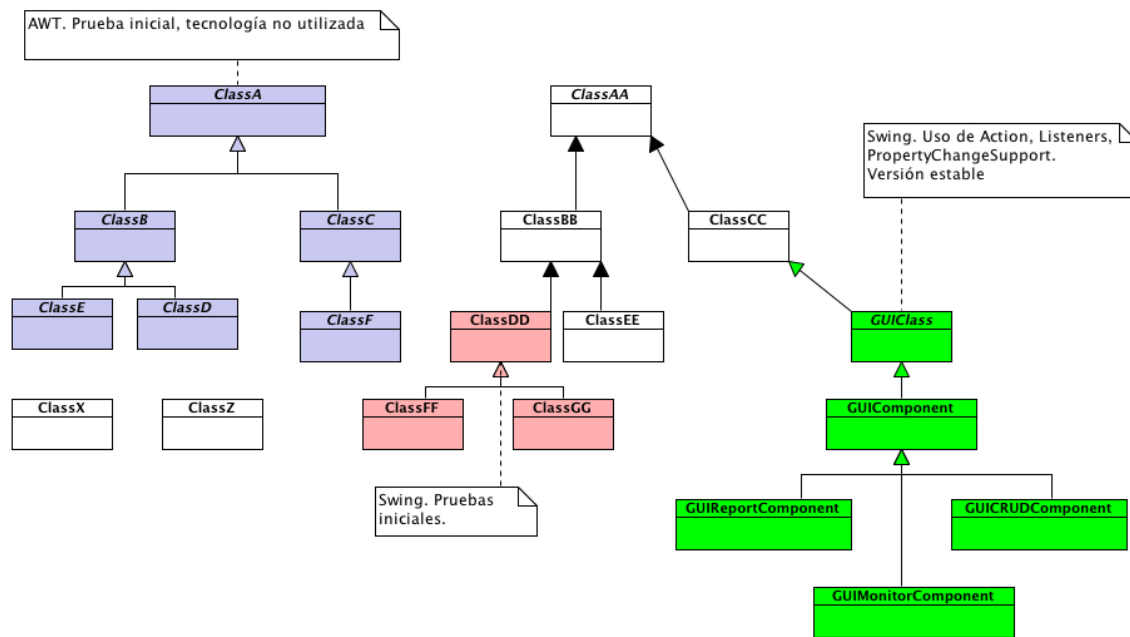 AWT. Prueba inicial, tecnología no utilizada
ClassA
ClassAA
Swing. Uso de Action, Listeners,
PropertyChangeSupport.
Versión estable
ClassB
ClassC
ClassBB
ClassCC
ClassE
ClassD
ClassF
ClassDD
ClassEE
GUIClass
ClassX
ClassZ
ClassFF
ClassGG
GUIComponent
Swing. Pruebas
iniciales.
GUIReportComponent
GUICRUDComponent
GUIMonitorComponent